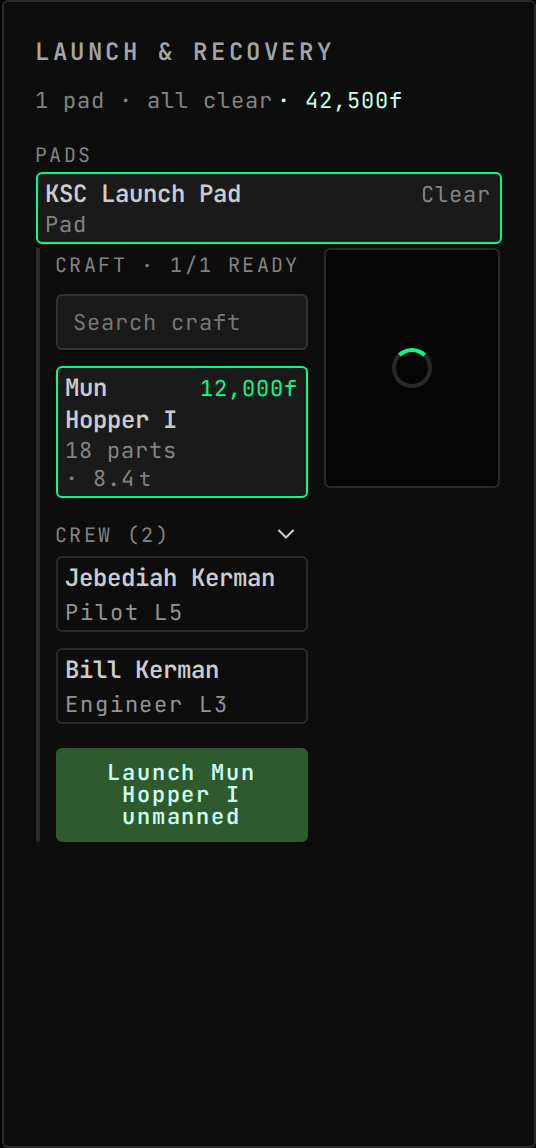 LAUNCH & RECOVERY
1 pad · all clear · 42,500f
PADS
KSC Launch Pad Clear
Pad
CRAFT · 1/1 READY
Search craft
Mun 12,000f
Hopper I
18 parts
· 8.4t
CREW (2)
Jebediah Kerman
Pilot L5
Bill Kerman
Engineer L3
Launch Mun
Hopper I
unmanned